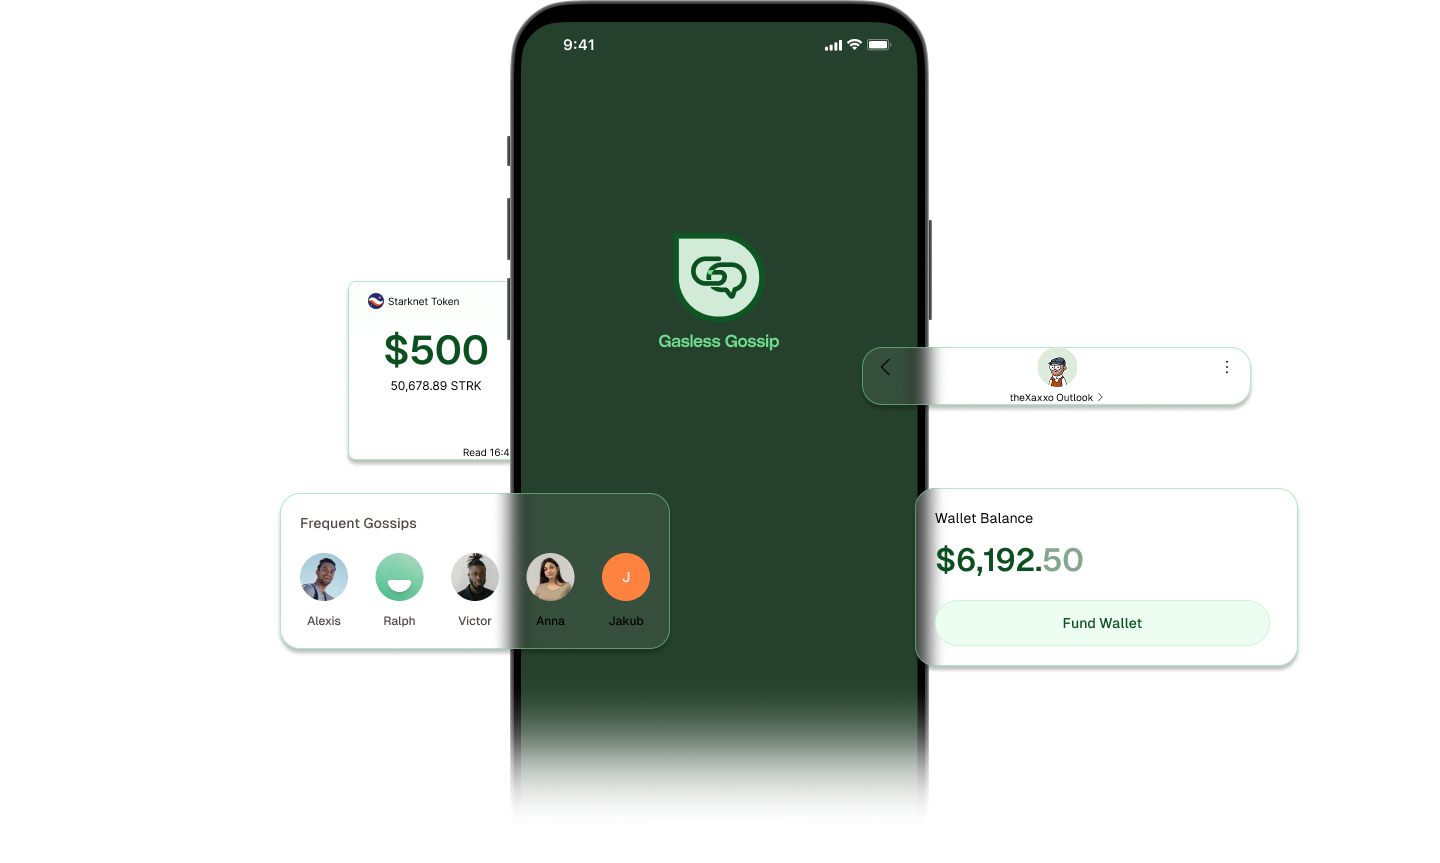 9:41
Gasless Gossip
Starknet Token
$500
50,678.89 STRK
Read 16:4
theXaxxo Outlook
Frequent Gossips
Alexis
Ralph
Victor
Anna
J
Jakub
Wallet Balance
$6,192.50
Fund Wallet